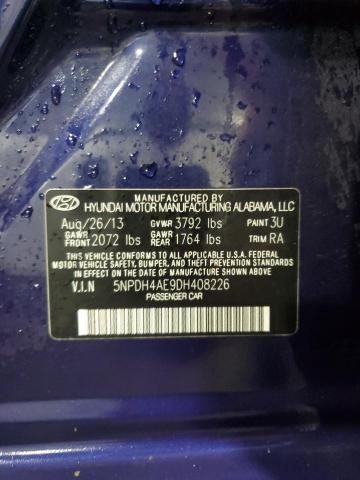 MANUFACTURED BY
HYUNDAI MOTOR MANUFACTURING ALABAMA, LLC
Aug/26/13 GVWR 3792 lbs PAINT 3U
GAWR FRONT 2072 lbs GAWR REAR 1764 lbs TRIM RA
THIS VEHICLE CONFORMS TO ALL APPLICABLE U.S.A. FEDERAL
MOTOR VEHICLE SAFETY, BUMPER, AND THEFT PREVENTION
STANDARDS IN EFFECT ON THE DATE OF MANUFACTURE SHOWN ABOVE.
V.I.N 5NPDH4AE9DH408226
PASSENGER CAR